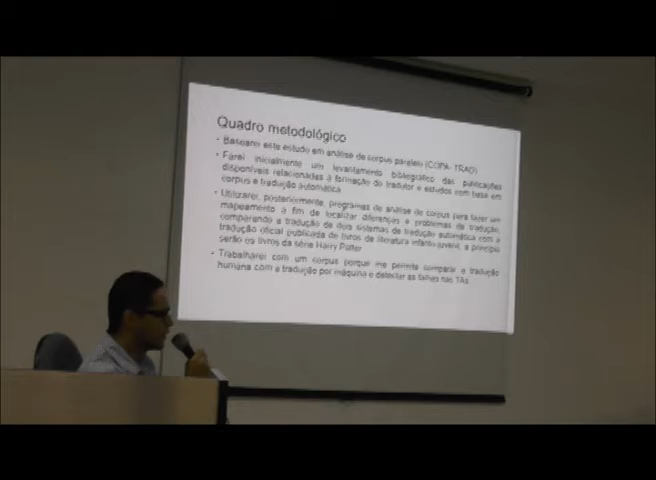 Quadro metodológico
• Basearei este estudo em análise de corpus paralelo (COPA-TRAD)
• Farei inicialmente um levantamento bibliográfico das publicações
disponíveis relacionadas à formação do tradutor e estudos com base em
corpus e tradução automática
• Utilizarei, posteriormente, programas de análise de corpus para fazer um
mapeamento a fim de localizar diferenças e problemas de tradução,
comparando a tradução de dois sistemas de tradução automática com a
tradução oficial publicada de livros de literatura infanto-juvenil, a princípio
serão os livros da série Harry Potter
• Trabalharei com um corpus porque me permite comparar a tradução
humana com a tradução por máquina e detectar as falhas nas TAs